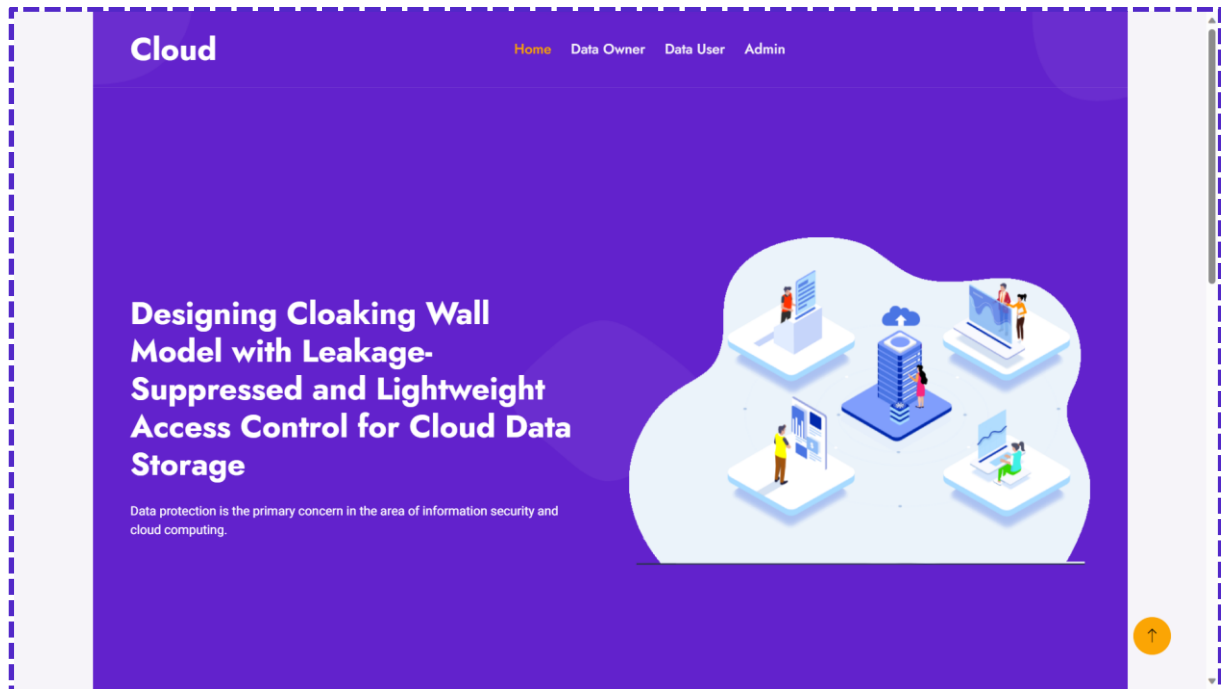 Cloud
Home Data Owner Data User Admin
Designing Cloaking Wall
Model with Leakage-
Suppressed and Lightweight
Access Control for Cloud Data
Storage
Data protection is the primary concern in the area of information security and
cloud computing.